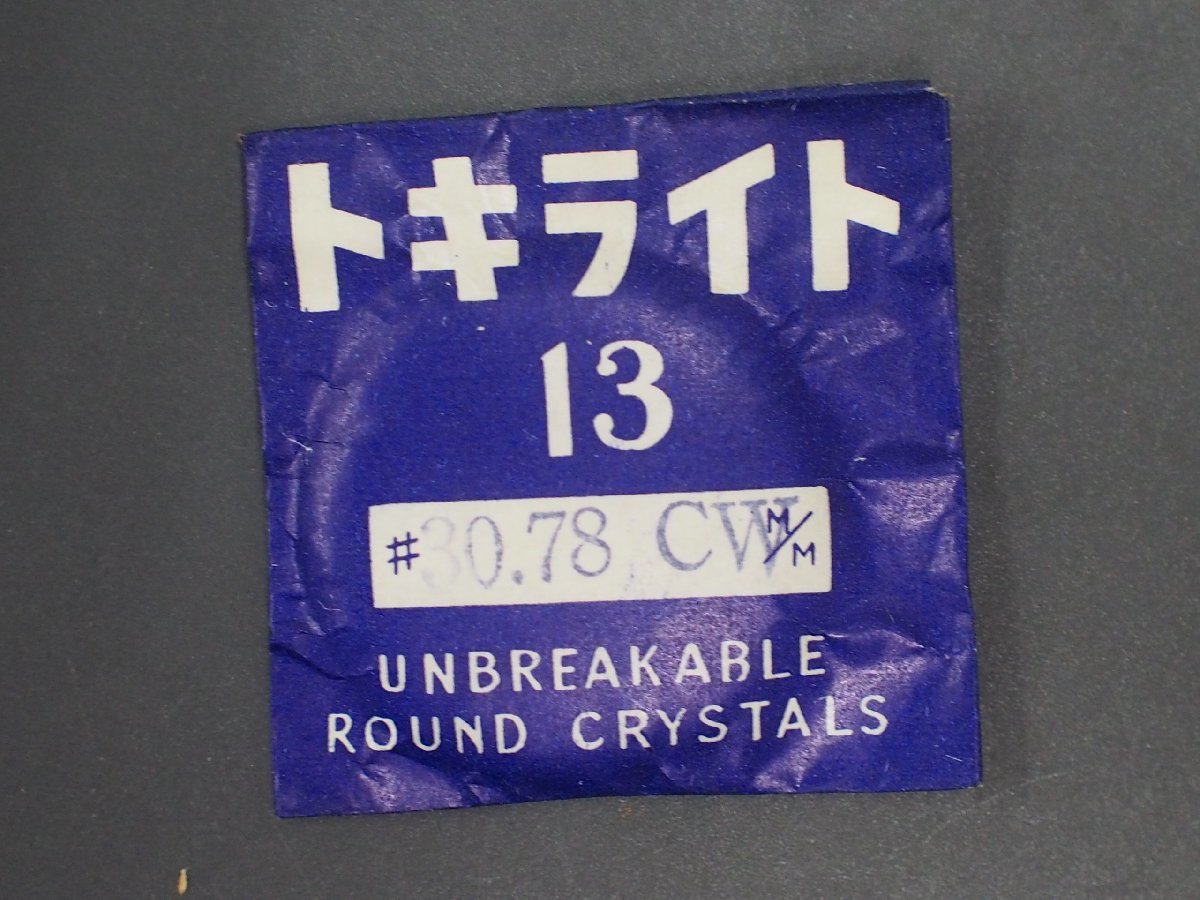 トキライト
13
#30.78 CW M/M
UNBREAKABLE
ROUND CRYSTALS